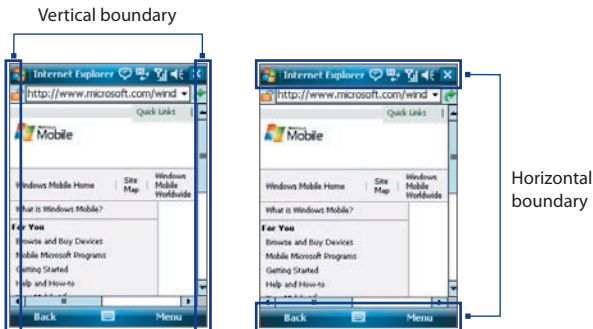 Vertical boundary
Internet Explorer
http://www.microsoft.com/wind
Quick Links |
Windows
Mobile
Windows Mobile Home | Site Map | Windows Mobile Worldwide
What is Windows Mobile?
For You
Browse and Buy Devices
Mobile Microsoft Programs
Getting Started
Help and How-to
Back Menu
Internet Explorer
http://www.microsoft.com/wind
Quick Links |
Windows
Mobile
Windows Mobile Home | Site Map | Windows Mobile Worldwide
What is Windows Mobile?
For You
Browse and Buy Devices
Mobile Microsoft Programs
Getting Started
Help and How-to
Back Menu
Horizontal
boundary